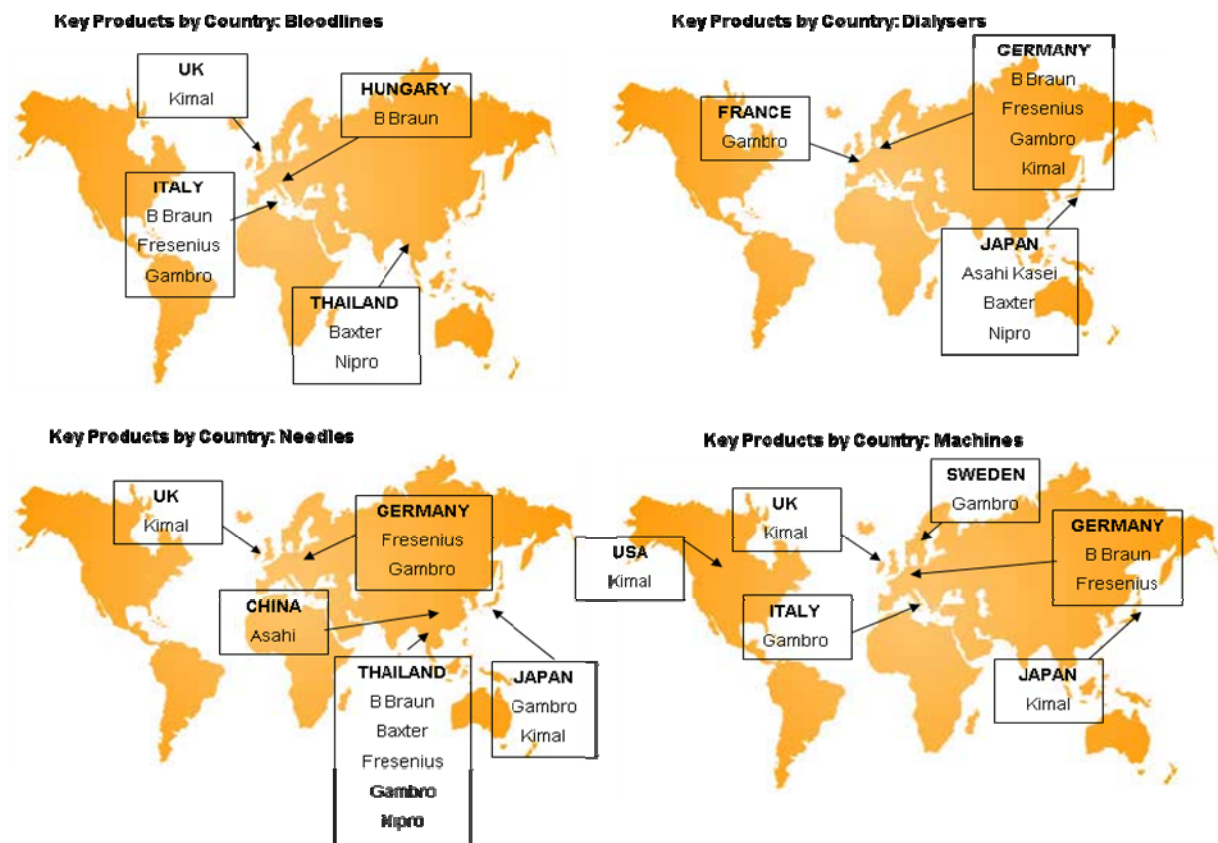 Key Products by Country: Bloodlines
UK
Kimal
HUNGARY
B Braun
ITALY
B Braun
Fresenius
Gambro
THAILAND
Baxter
Nipro
Key Products by Country: Dialysers
GERMANY
B Braun
Fresenius
Gambro
Kimal
FRANCE
Gambro
JAPAN
Asahi Kasei
Baxter
Nipro
Key Products by Country: Needles
UK
Kimal
GERMANY
Fresenius
Gambro
CHINA
Asahi
THAILAND
B Braun
Baxter
Fresenius
Gambro
Nipro
JAPAN
Gambro
Kimal
Key Products by Country: Machines
SWEDEN
Gambro
UK
Kimal
GERMANY
B Braun
Fresenius
USA
Kimal
ITALY
Gambro
JAPAN
Kimal